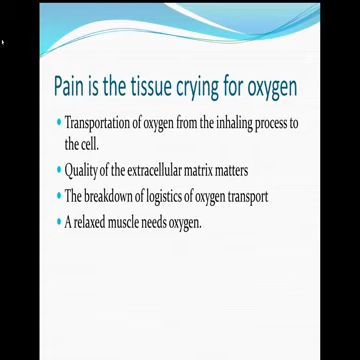 Pain is the tissue crying for oxygen
Transportation of oxygen from the inhaling process to
the cell.
Quality of the extracellular matrix matters
The breakdown of logistics of oxygen transport
A relaxed muscle needs oxygen.